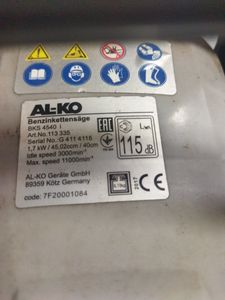 AL-KO
Benzinkettensäge
BKS 4540 I
Art.No.113 335
Serial No.: G 411 4116
1,7 kW / 45,02ccm / 40cm
Idle speed 3000min⁻¹
Max. speed 11000min⁻¹
AL-KO Geräte GmbH
89359 Kötz Germany
code: 7F20001084
EAC
LWA
115 dB
2017